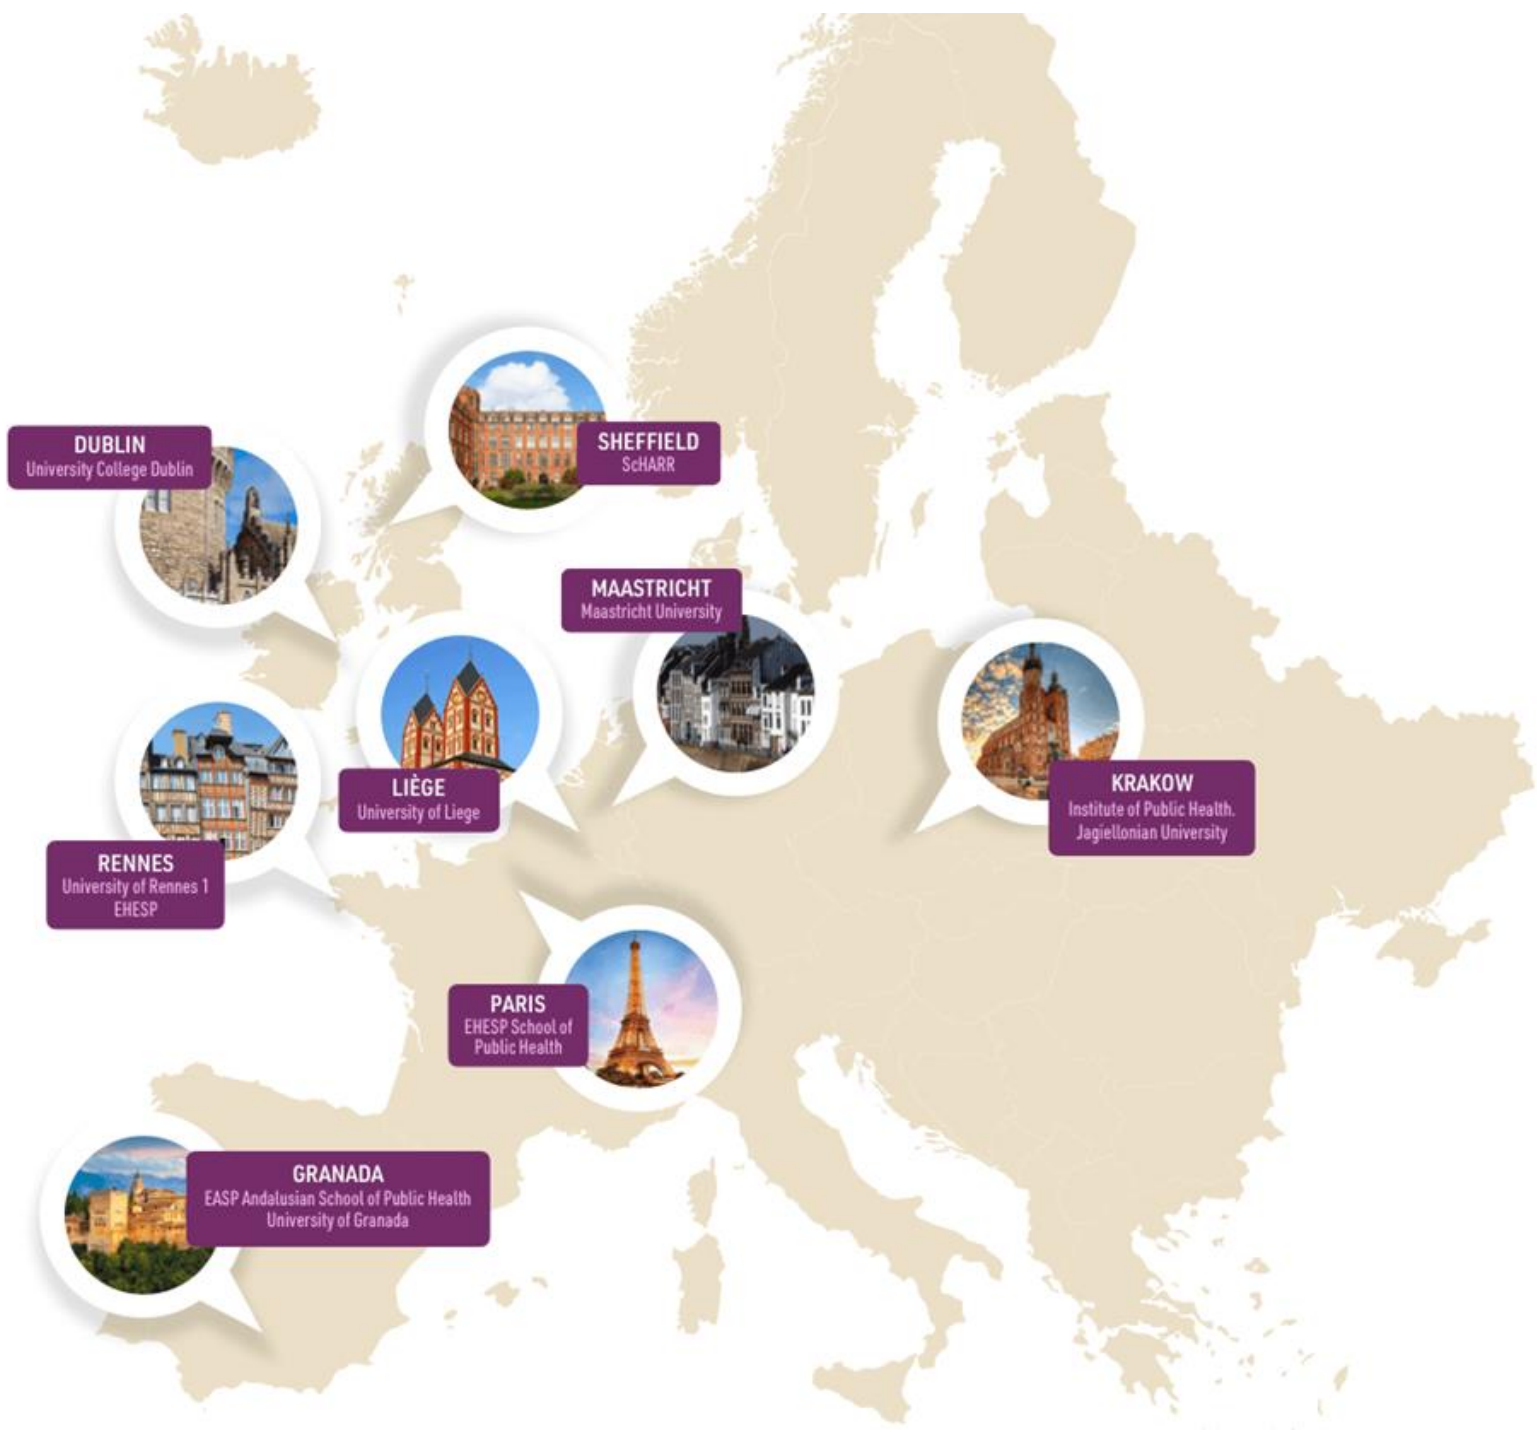 SHEFFIELD
ScHARR
DUBLIN
University College Dublin
MAASTRICHT
Maastricht University
LIÈGE
University of Liege
KRAKOW
Institute of Public Health.
Jagiellonian University
RENNES
University of Rennes 1
EHESP
PARIS
EHESP School of
Public Health
GRANADA
EASP Andalusian School of Public Health
University of Granada